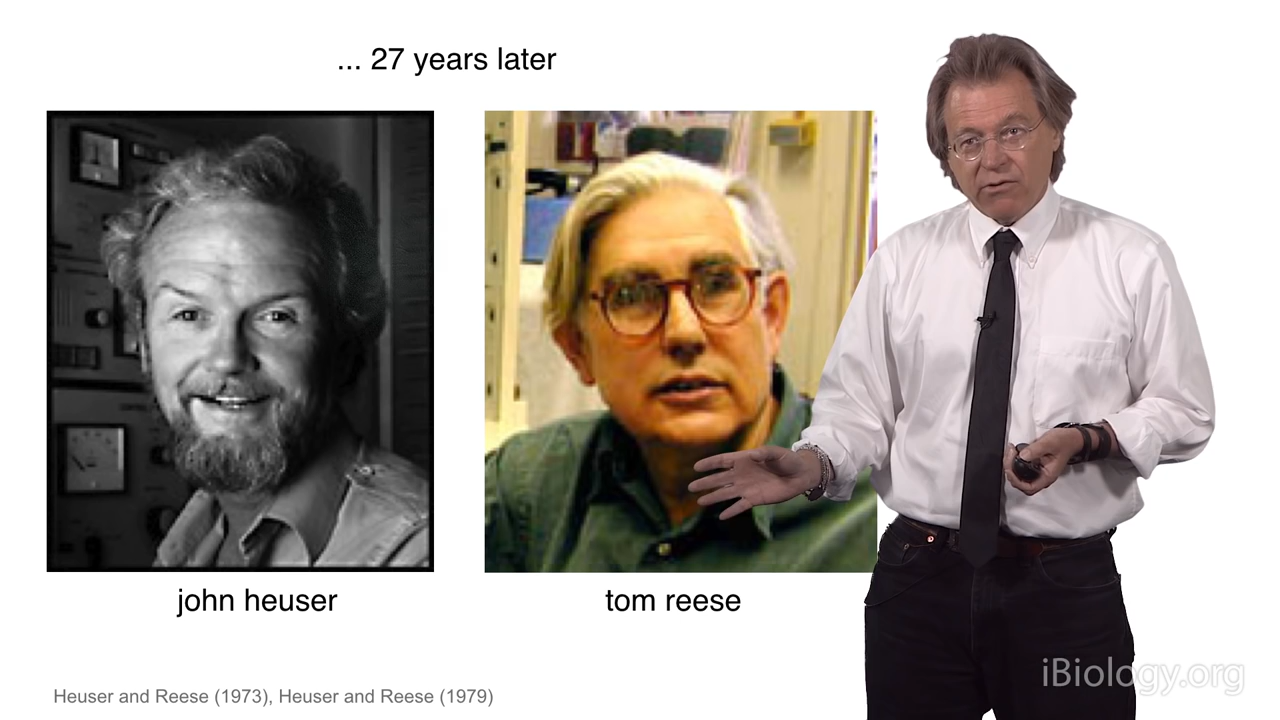 ... 27 years later
john heuser
tom reese
Heuser and Reese (1973), Heuser and Reese (1979)
iBiology.org